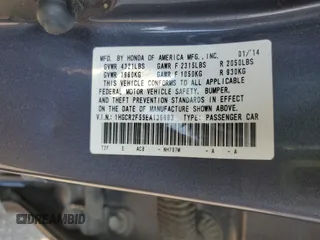 MFD. BY HONDA OF AMERICA MFG., INC. 01/14
GVWR 4321LBS GAWR F 2315LBS R 2050LBS
GVWR 1960KG GAWR F 1050KG R 930KG
THIS VEHICLE CONFORMS TO ALL APPLICABLE
FEDERAL MOTOR VEHICLE SAFETY, BUMPER,
AND THEFT PREVENTION STANDARDS IN
EFFECT ON THE DATE OF MANUFACTURE SHOWN ABOVE.
V.I.N.: TYPE: PASSENGER CAR
E AC8 NH797M - A - A
DREAMBID